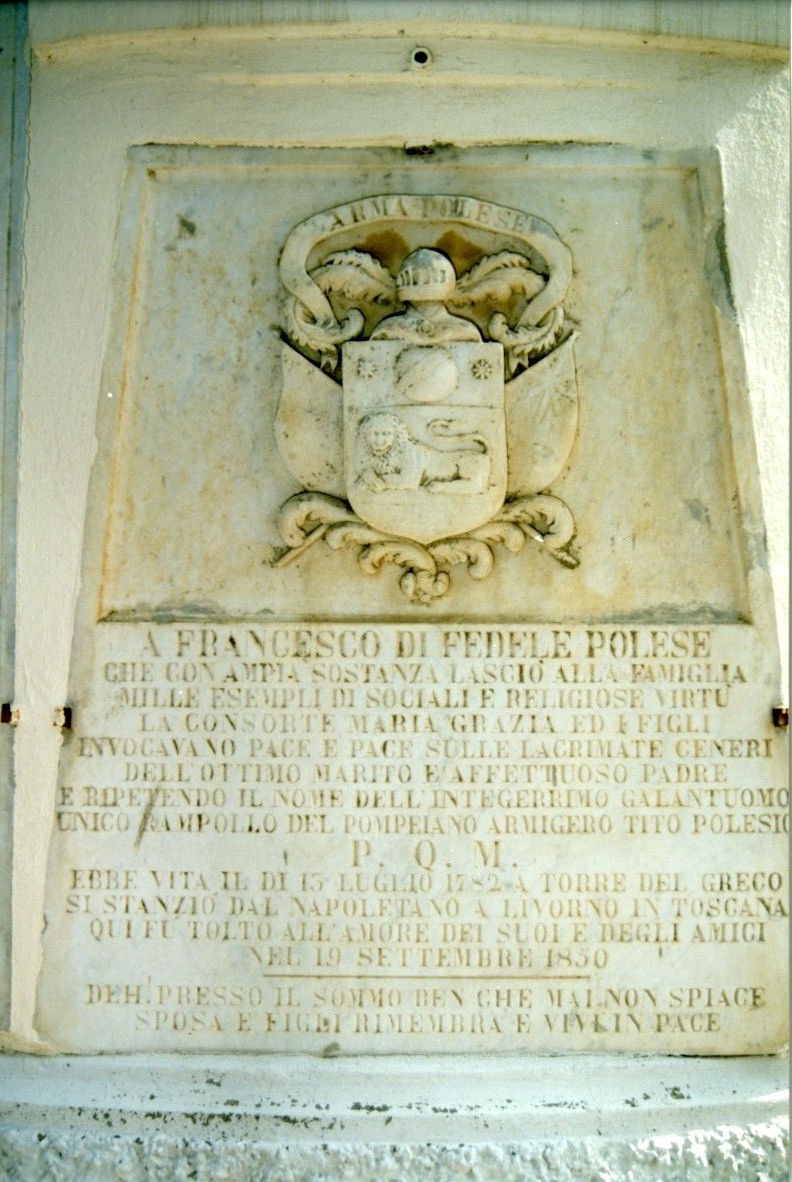 ARMA POLESE
A FRANCESCO DI FEDELE POLESE
CHE CON AMPIA SOSTANZA LASCIÒ ALLA FAMIGLIA
MILLE ESEMPLI DI SOCIALI E RELIGIOSE VIRTÙ
LA CONSORTE MARIA GRAZIA ED I FIGLI
INVOCAVANO PACE E PACE SULLE LACRIMATE CENERI
DELL'OTTIMO MARITO E AFFETTUOSO PADRE
E RIPETENDO IL NOME DELL'INTEGERRIMO GALANTUOMO
UNICO RAMPOLLO DEL POMPEIANO ARMIGERO TITO POLESIO
P. Q. M.
EBBE VITA IL DI 13 LUGLIO 1782 A TORRE DEL GRECO
SI STANZIÒ DAL NAPOLETANO A LIVORNO IN TOSCANA
QUI FU TOLTO ALL'AMORE DEI SUOI E DEGLI AMICI
NEL 19 SETTEMBRE 1850
DEH! PRESSO IL SOMMO BEN CHE MAI NON SPIACE
SPOSA E FIGLI RIMEMBRA E VIVI IN PACE